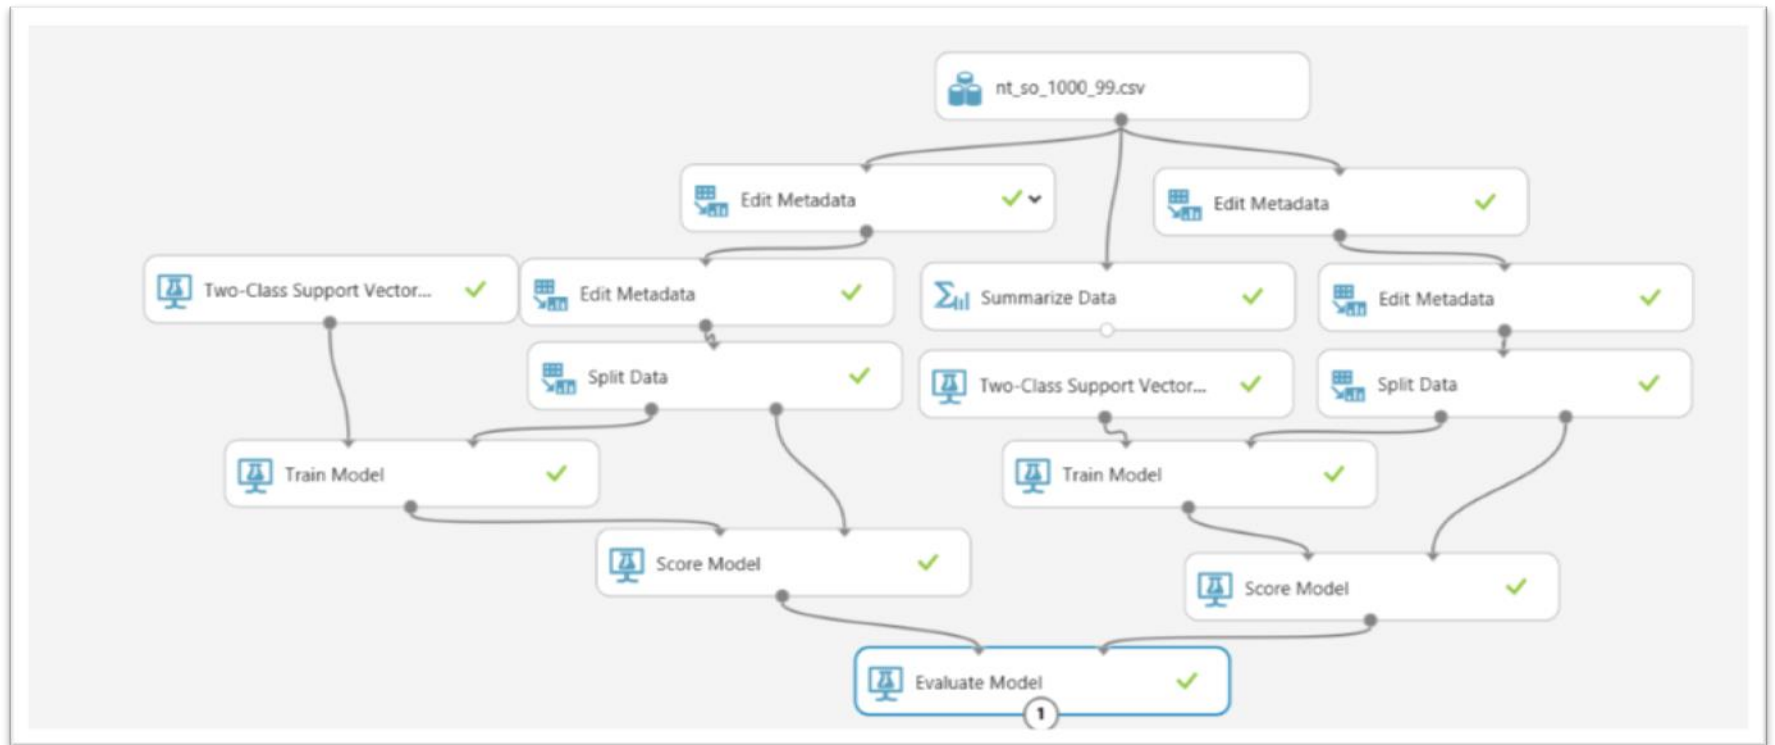 nt_so_1000_99.csv
Edit Metadata
Edit Metadata
Two-Class Support Vector...
Edit Metadata
Summarize Data
Edit Metadata
Split Data
Two-Class Support Vector...
Split Data
Train Model
Train Model
Score Model
Score Model
Evaluate Model
1